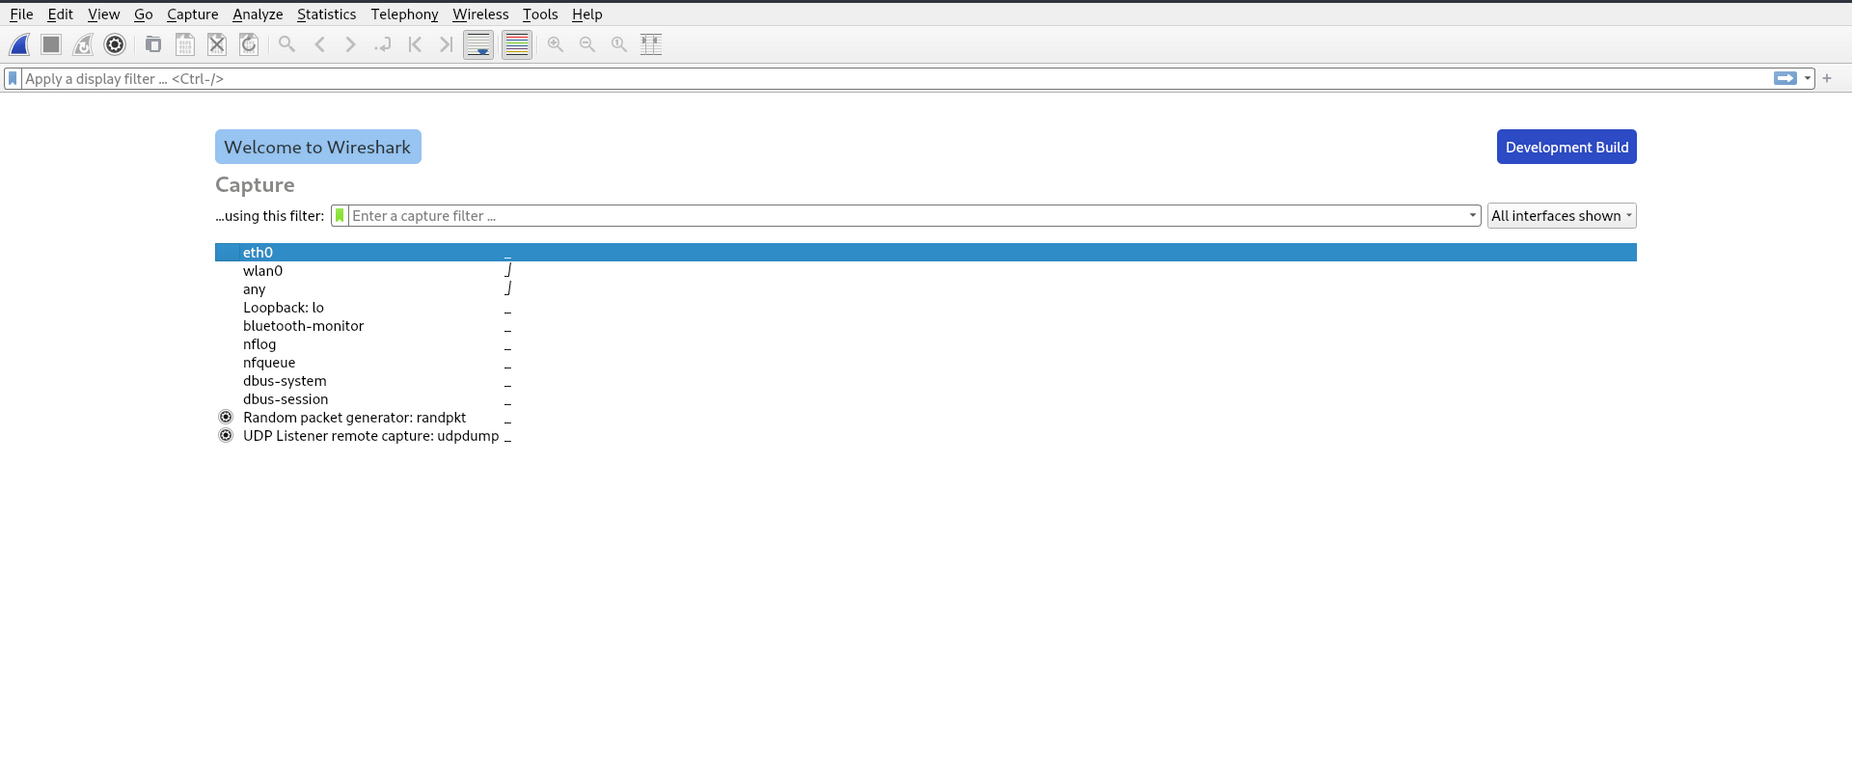 File Edit View Go Capture Analyze Statistics Telephony Wireless Tools Help
Apply a display filter … <Ctrl-/>
+
Welcome to Wireshark
Development Build
Capture
…using this filter: Enter a capture filter … All interfaces shown
eth0
wlan0
any
Loopback: lo
bluetooth-monitor
nflog
nfqueue
dbus-system
dbus-session
Random packet generator: randpkt
UDP Listener remote capture: udpdump